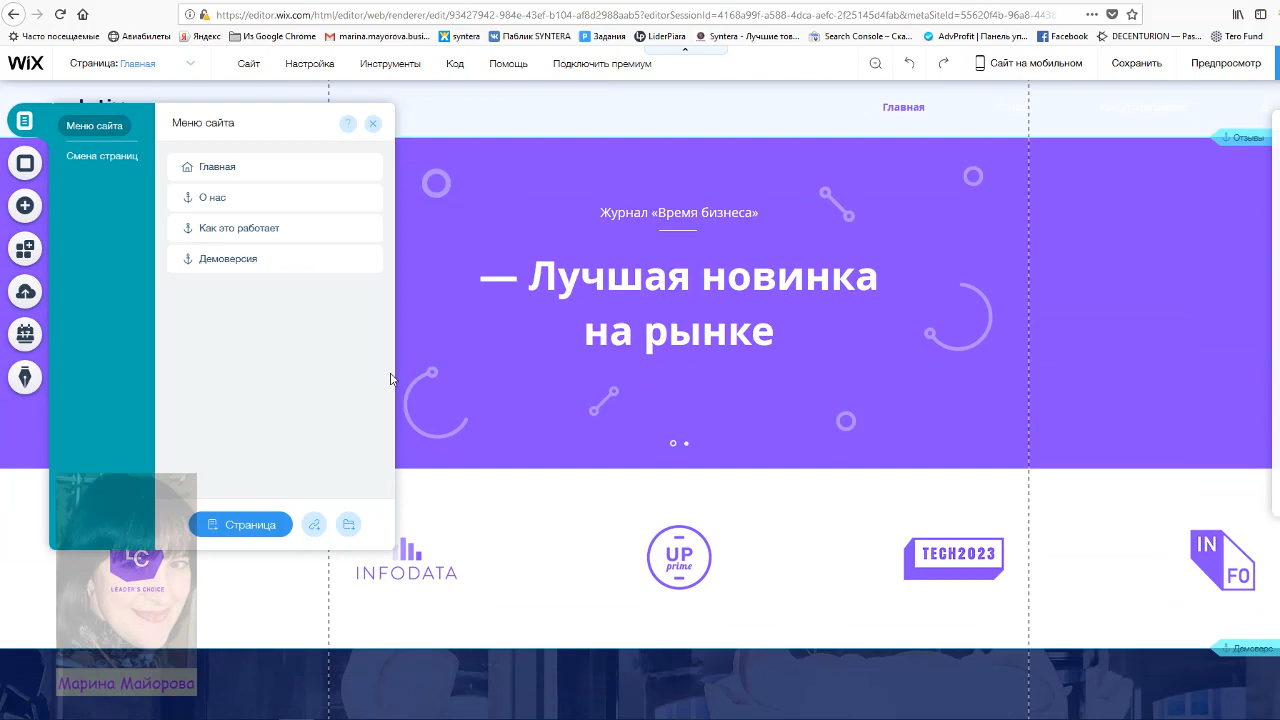 https://editor.wix.com/html/editor/web/renderer/edit/93427942-984e-43ef-b104-af8d2988aab5?editorSessionId=4168a99f-a588-4dca-aefc-2f25145d4fab&metaSiteId=55620f4b-96a8-4438
Часто посещаемые Авиабилеты Яндекс Из Google Chrome marina.mayorova.busi... syntera Паблик SYNTERA Задания LiderPiara Syntera - Лучшие тов... Search Console – Ска... AdvProfit | Панель уп... Facebook DECENTURION — Раз... Tero Fund
WiX Страница: Главная Сайт Настройка Инструменты Код Помощь Подключить премиум Сайт на мобильном Сохранить Предпросмотр
Главная
Меню сайта
Смена страниц
Меню сайта ?
Главная
О нас
Как это работает
Демоверсия
Страница
Отзывы
Журнал «Время бизнеса»
— Лучшая новинка
на рынке
INFODATA
UP
prime
TECH2023
IN
FO
LC
LEADER'S CHOICE
Демоверс...
Марина Майорова